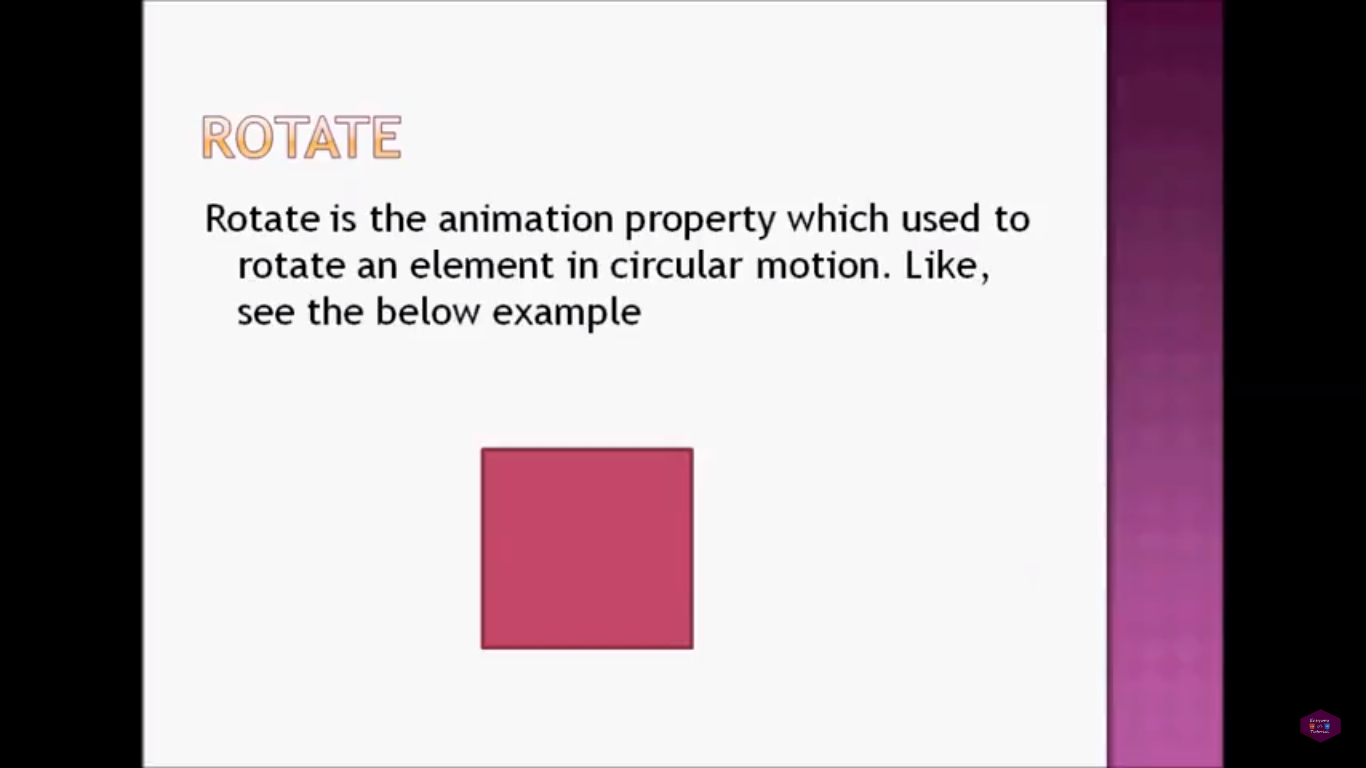 ROTATE
Rotate is the animation property which used to
rotate an element in circular motion. Like,
see the below example